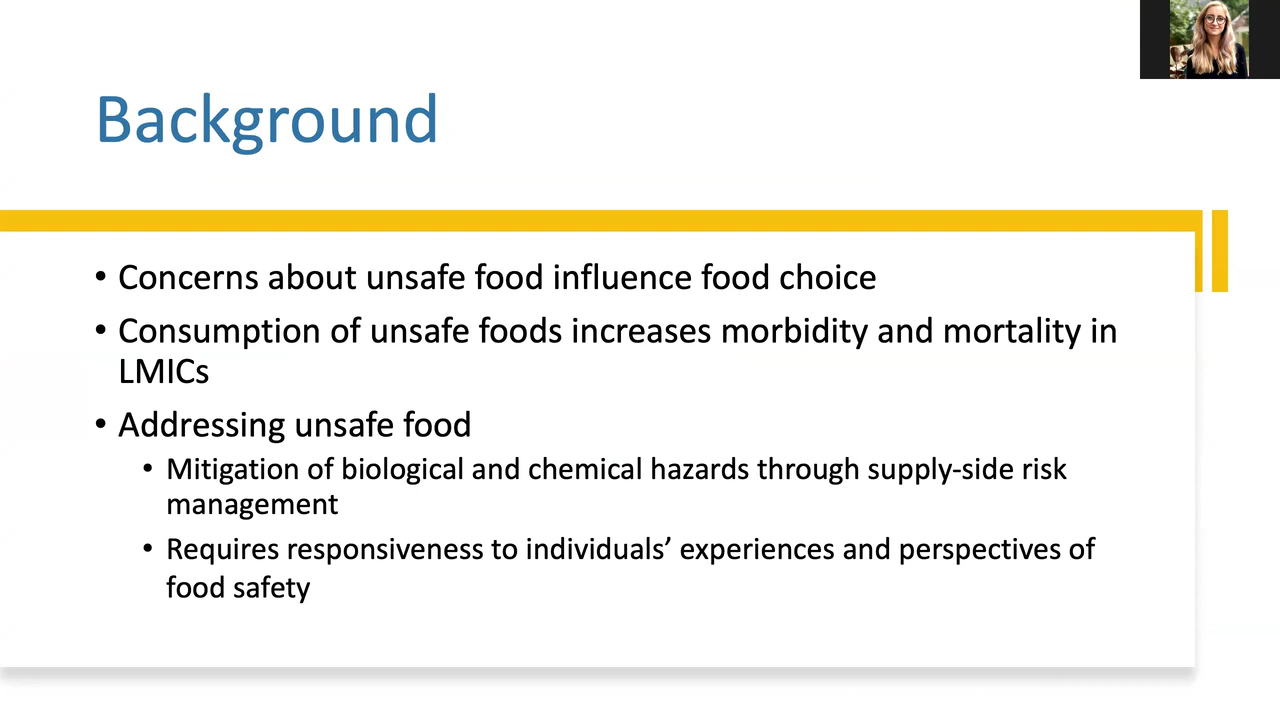 Background
• Concerns about unsafe food influence food choice
• Consumption of unsafe foods increases morbidity and mortality in
LMICs
• Addressing unsafe food
• Mitigation of biological and chemical hazards through supply-side risk
management
• Requires responsiveness to individuals’ experiences and perspectives of
food safety